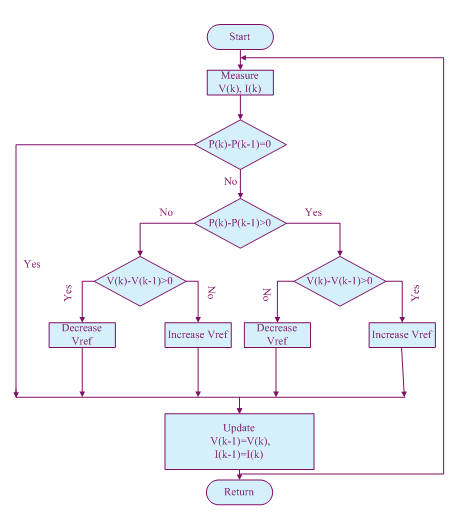 Start
Measure
V(k), I(k)
P(k)-P(k-1)=0
No
P(k)-P(k-1)>0
No
Yes
Yes
V(k)-V(k-1)>0
V(k)-V(k-1)>0
Yes
No
No
Yes
Decrease
Vref
Increase Vref
Decrease
Vref
Increase Vref
Update
V(k-1)=V(k),
I(k-1)=I(k)
Return